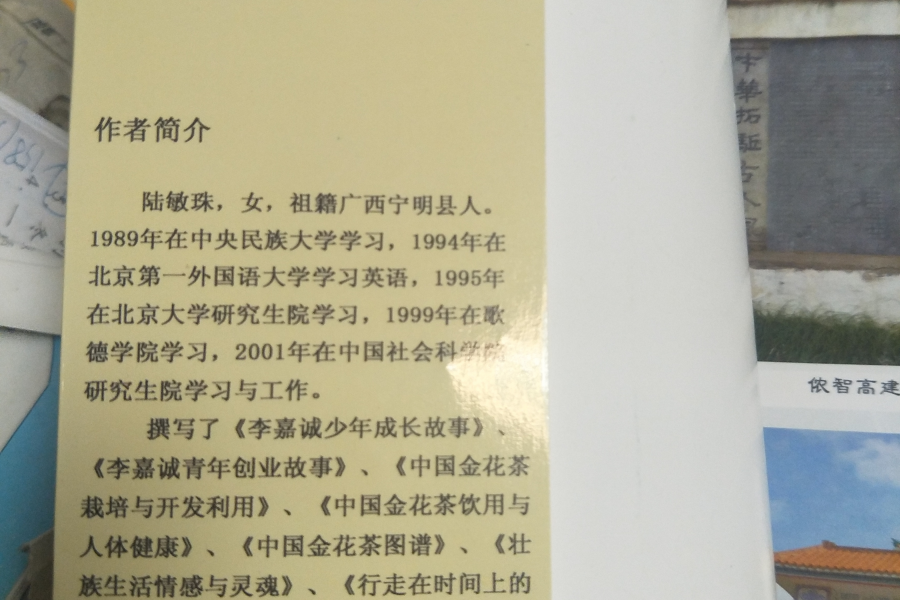 作者简介
陆敏珠，女，祖籍广西宁明县人。
1989年在中央民族大学学习，1994年在
北京第一外国语大学学习英语，1995年
在北京大学研究生院学习，1999年在歌
德学院学习，2001年在中国社会科学院
研究生院学习与工作。
撰写了《李嘉诚少年成长故事》、
《李嘉诚青年创业故事》、《中国金花茶
栽培与开发利用》、《中国金花茶饮用与
人体健康》、《中国金花茶图谱》、《壮
族生活情感与灵魂》、《行走在时间上的
侬智高建